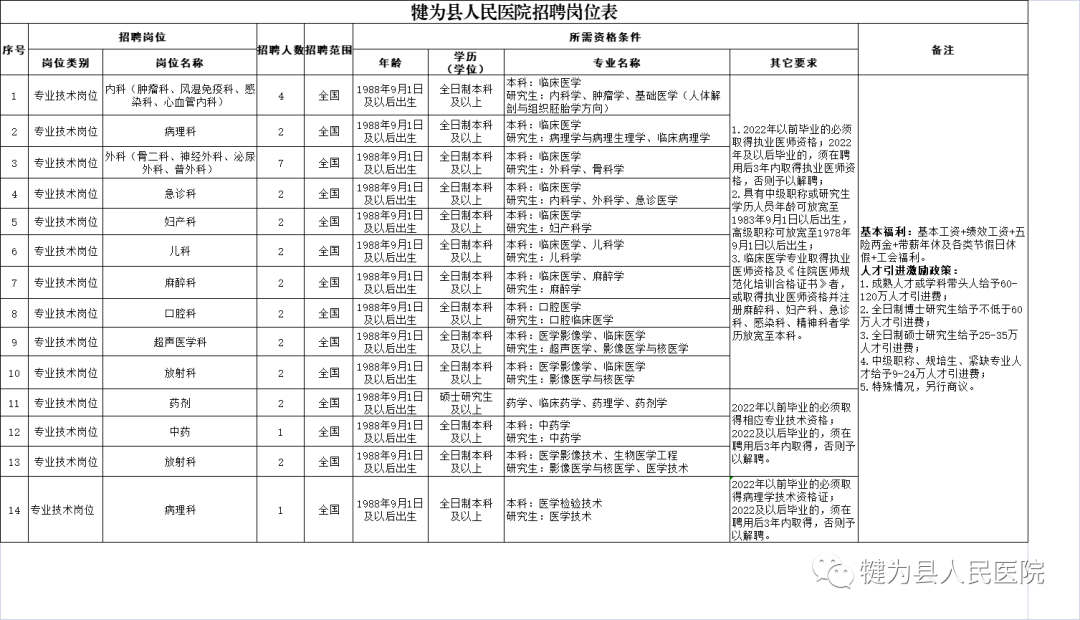 犍为县人民医院招聘岗位表
序号 招聘岗位 招聘人数 招聘范围 所需资格条件 备注
岗位类别 岗位名称 年龄 学历（学位） 专业名称 其它要求
1 专业技术岗位 内科（肿瘤科、风湿免疫科、感染科、心血管内科） 4 全国 1988年9月1日及以后出生 全日制本科及以上 本科：临床医学
研究生：内科学、肿瘤学、基础医学（人体解剖与组织胚胎学方向）
2 专业技术岗位 病理科 2 全国 1988年9月1日及以后出生 全日制本科及以上 本科：临床医学
研究生：病理学与病理生理学、临床病理学
3 专业技术岗位 外科（骨二科、神经外科、泌尿外科、普外科） 7 全国 1988年9月1日及以后出生 全日制本科及以上 本科：临床医学
研究生：外科学、骨科学
4 专业技术岗位 急诊科 2 全国 1988年9月1日及以后出生 全日制本科及以上 本科：临床医学
研究生：内科学、外科学、急诊医学
5 专业技术岗位 妇产科 2 全国 1988年9月1日及以后出生 全日制本科及以上 本科：临床医学
研究生：妇产科学
6 专业技术岗位 儿科 2 全国 1988年9月1日及以后出生 全日制本科及以上 本科：临床医学、儿科学
研究生：儿科学
7 专业技术岗位 麻醉科 2 全国 1988年9月1日及以后出生 全日制本科及以上 本科：临床医学、麻醉学
研究生：麻醉学
8 专业技术岗位 口腔科 2 全国 1988年9月1日及以后出生 全日制本科及以上 本科：口腔医学
研究生：口腔临床医学
9 专业技术岗位 超声医学科 2 全国 1988年9月1日及以后出生 全日制本科及以上 本科：医学影像学、临床医学
研究生：超声医学、影像医学与核医学
10 专业技术岗位 放射科 2 全国 1988年9月1日及以后出生 全日制本科及以上 本科：医学影像学、临床医学
研究生：影像医学与核医学
1.2022年以前毕业的必须
取得执业医师资格；2022
年及以后毕业的，须在聘
用后3年内取得执业医师资
格，否则予以解聘；
2.具有中级职称或研究生
学历人员年龄可放宽至
1983年9月1日以后出生，
高级职称可放宽至1978年
9月1日以后出生；
3.临床医学专业取得执业
医师资格及《住院医师规
范化培训合格证书》者，
或取得执业医师资格并注
册麻醉科、妇产科、急诊
科、感染科、精神科者学
历放宽至本科。
11 专业技术岗位 药剂 2 全国 1988年9月1日及以后出生 硕士研究生及以上 药学、临床药学、药理学、药剂学
12 专业技术岗位 中药 1 全国 1988年9月1日及以后出生 全日制本科及以上 本科：中药学
研究生：中药学
13 专业技术岗位 放射科 2 全国 1988年9月1日及以后出生 全日制本科及以上 本科：医学影像技术、生物医学工程
研究生：影像医学与核医学、医学技术
2022年以前毕业的必须取
得相应专业技术资格；
2022及以后毕业的，须在
聘用后3年内取得，否则予
以解聘。
14 专业技术岗位 病理科 1 全国 1988年9月1日及以后出生 全日制本科及以上 本科：医学检验技术
研究生：医学技术
2022年以前毕业的必须取
得病理学技术资格证；
2022及以后毕业的，须在
聘用后3年内取得，否则予
以解聘。
基本福利：基本工资+绩效工资+五
险两金+带薪年休及各类节假日休
假+工会福利。
人才引进激励政策：
1.成熟人才或学科带头人给予60-
120万人才引进费；
2.全日制博士研究生给予不低于60
万人才引进费；
3.全日制硕士研究生给予25-35万
人才引进费；
4.中级职称、规培生、紧缺专业人
才给予9-24万人才引进费；
5.特殊情况，另行商议。
犍为县人民医院